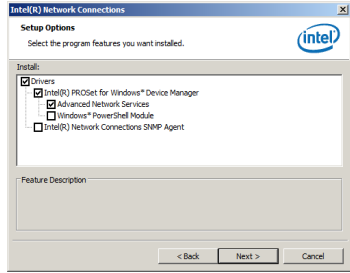 Intel(R) Network Connections
Setup Options
Select the program features you want installed.
intel
Install:
Drivers
Intel(R) PROSet for Windows* Device Manager
Advanced Network Services
Windows* PowerShell Module
Intel(R) Network Connections SNMP Agent
Feature Description
< Back Next > Cancel